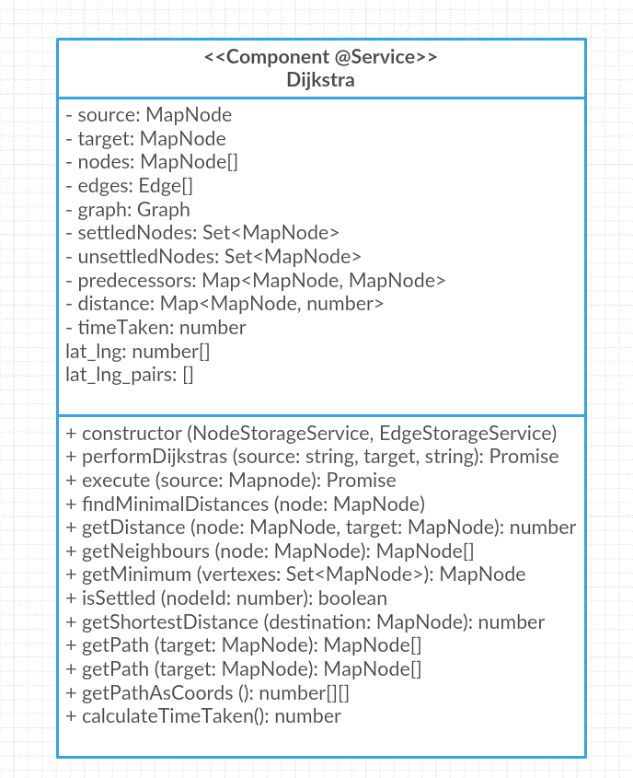 <<Component @Service>>
Dijkstra
- source: MapNode
- target: MapNode
- nodes: MapNode[]
- edges: Edge[]
- graph: Graph
- settledNodes: Set<MapNode>
- unsettledNodes: Set<MapNode>
- predecessors: Map<MapNode, MapNode>
- distance: Map<MapNode, number>
- timeTaken: number
lat_lng: number[]
lat_lng_pairs: []
+ constructor (NodeStorageService, EdgeStorageService)
+ performDijkstras (source: string, target, string): Promise
+ execute (source: Mapnode): Promise
+ findMinimalDistances (node: MapNode)
+ getDistance (node: MapNode, target: MapNode): number
+ getNeighbours (node: MapNode): MapNode[]
+ getMinimum (vertexes: Set<MapNode>): MapNode
+ isSettled (nodeId: number): boolean
+ getShortestDistance (destination: MapNode): number
+ getPath (target: MapNode): MapNode[]
+ getPath (target: MapNode): MapNode[]
+ getPathAsCoords (): number[][]
+ calculateTimeTaken(): number